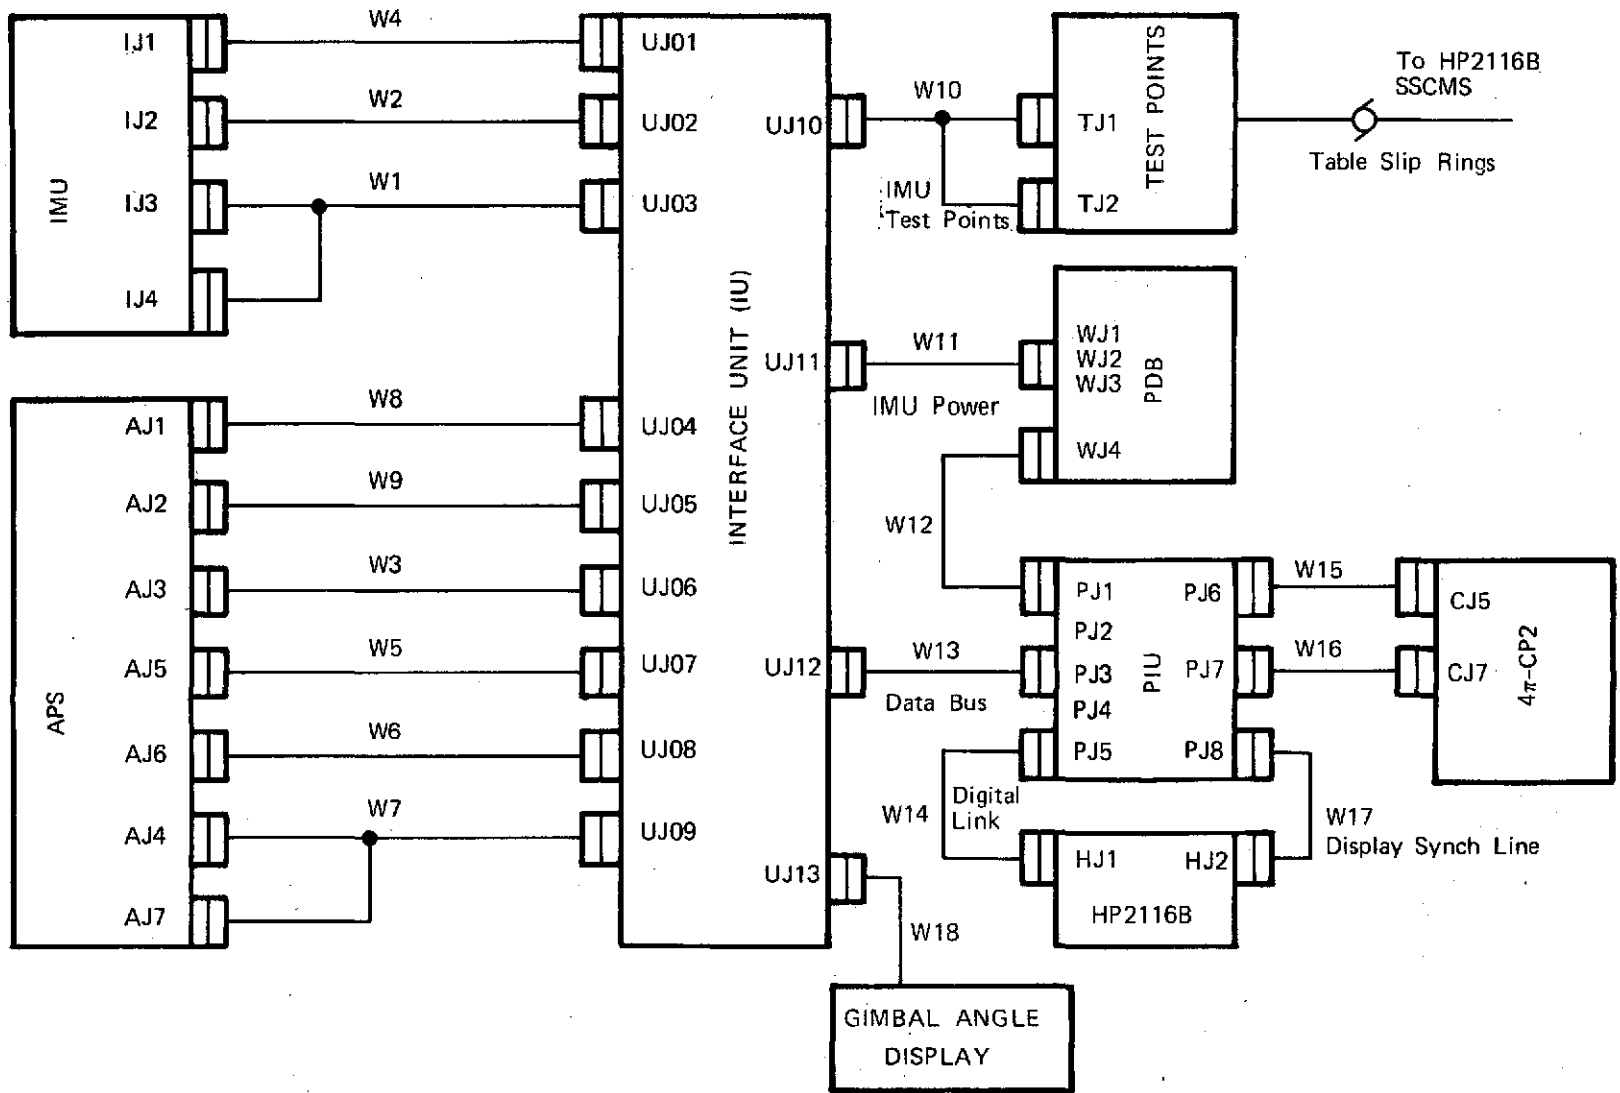 IMU
IJ1
W4
UJ01
IJ2
W2
UJ02
IJ3
W1
UJ03
IJ4
APS
AJ1
W8
UJ04
AJ2
W9
UJ05
AJ3
W3
UJ06
AJ5
W5
UJ07
AJ6
W6
UJ08
AJ4
W7
UJ09
AJ7
INTERFACE UNIT (IU)
UJ10
W10
IMU
Test Points
TJ1
TJ2
TEST POINTS
To HP2116B
SSCMS
Table Slip Rings
UJ11
W11
IMU Power
WJ1
WJ2
WJ3
WJ4
PDB
W12
UJ12
W13
Data Bus
PJ1
PJ2
PJ3
PJ4
PJ5
PIU
PJ6
PJ7
PJ8
W15
W16
CJ5
CJ7
4π-CP2
W14
Digital
Link
HJ1
HJ2
HP2116B
W17
Display Synch Line
UJ13
W18
GIMBAL ANGLE
DISPLAY